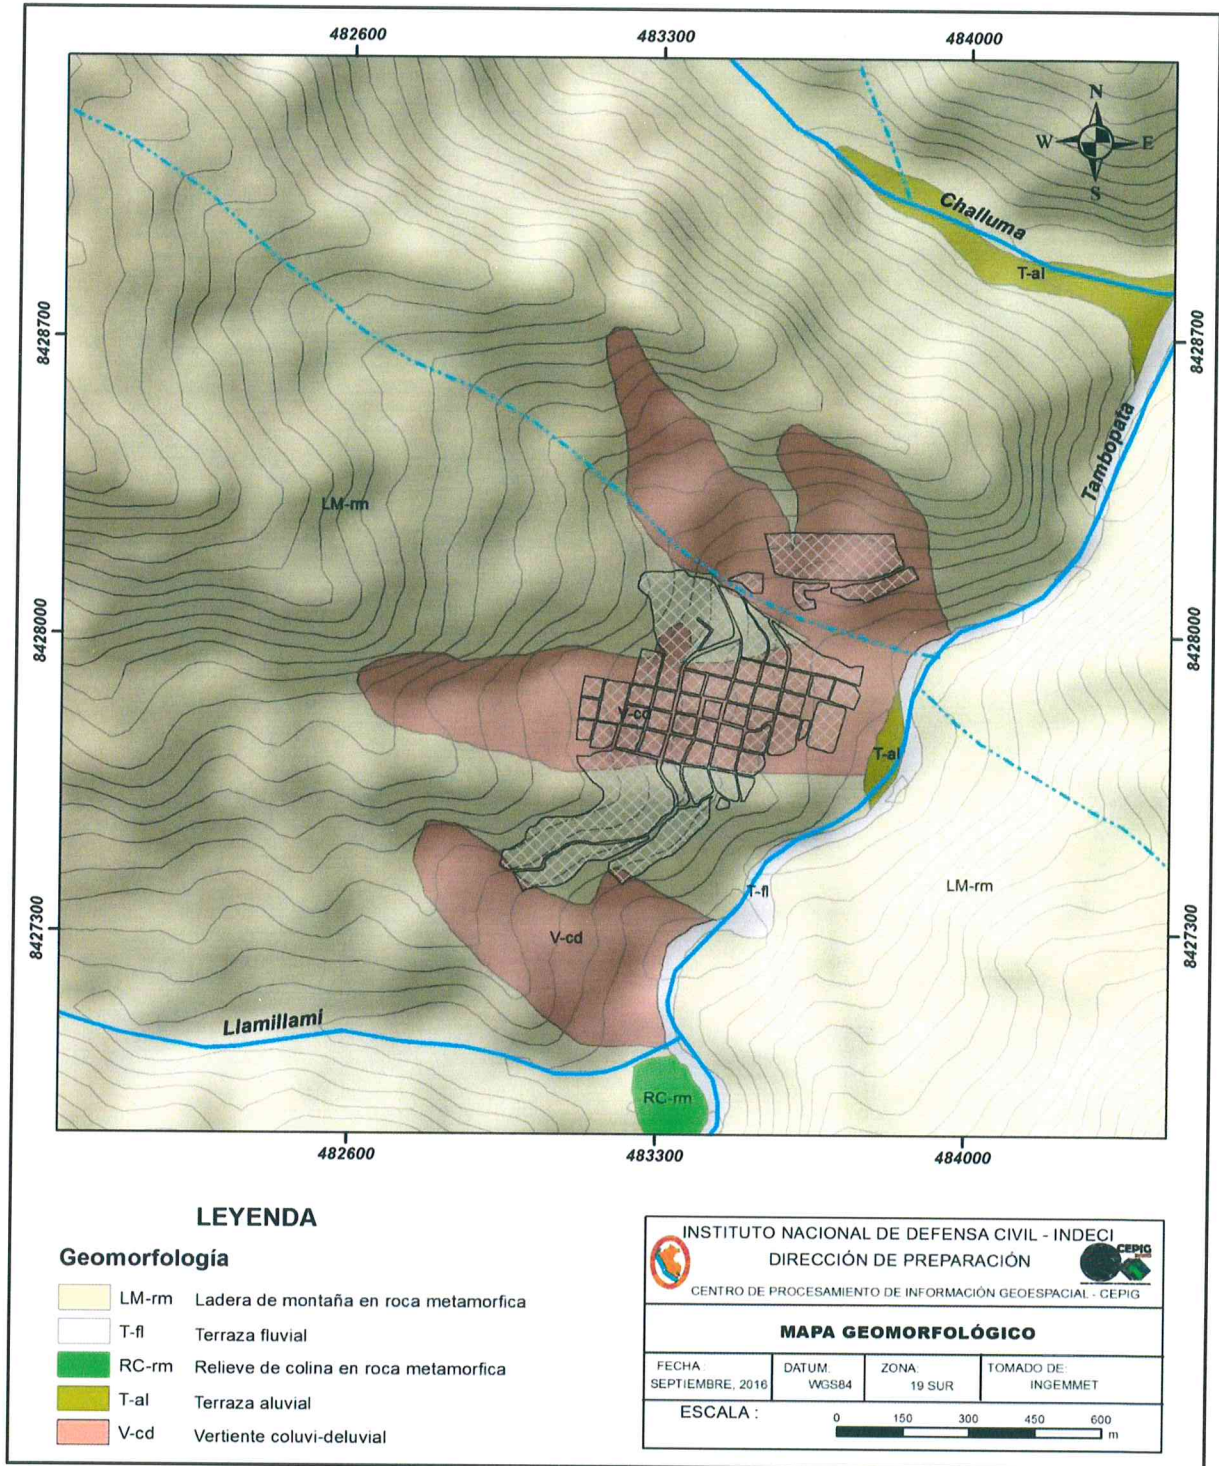 482600
483300
484000
N
W
E
S
Challuma
T-al
8428700
8428700
Tambopata
LM-rm
8428000
8428000
V-cd
T-al
LM-rm
T-fl
8427300
8427300
V-cd
Llamillami
RC-rm
482600
483300
484000
LEYENDA
Geomorfología
LM-rm Ladera de montaña en roca metamorfica
T-fl Terraza fluvial
RC-rm Relieve de colina en roca metamorfica
T-al Terraza aluvial
V-cd Vertiente coluvi-deluvial
INSTITUTO NACIONAL DE DEFENSA CIVIL - INDECI
DIRECCIÓN DE PREPARACIÓN
CEPIG
CENTRO DE PROCESAMIENTO DE INFORMACIÓN GEOESPACIAL - CEPIG
MAPA GEOMORFOLÓGICO
FECHA: DATUM: ZONA: TOMADO DE:
SEPTIEMBRE, 2016 WGS84 19 SUR INGEMMET
ESCALA :
0 150 300 450 600
m